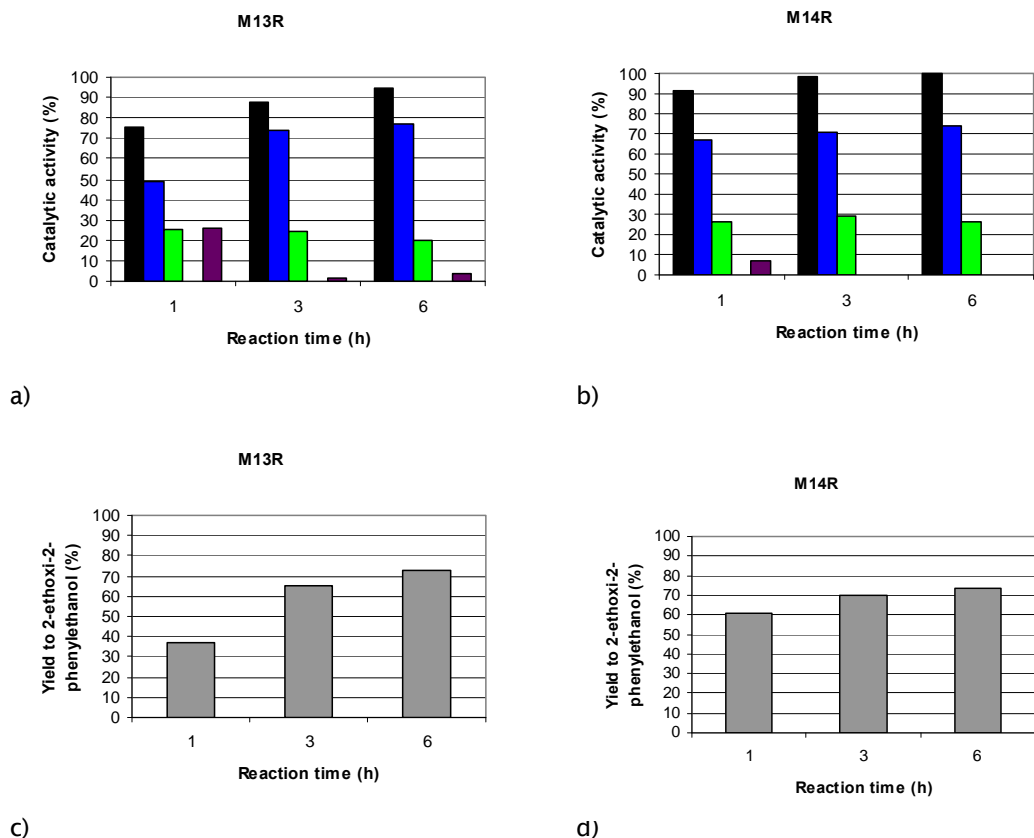 M13R
Catalytic activity (%)
100
90
80
70
60
50
40
30
20
10
0
1 3 6
Reaction time (h)
a)
M14R
Catalytic activity (%)
100
90
80
70
60
50
40
30
20
10
0
1 3 6
Reaction time (h)
b)
M13R
Yield to 2-ethoxi-2-
phenylethanol (%)
100
90
80
70
60
50
40
30
20
10
0
1 3 6
Reaction time (h)
c)
M14R
Yield to 2-ethoxi-2-
phenylethanol (%)
100
90
80
70
60
50
40
30
20
10
0
1 3 6
Reaction time (h)
d)